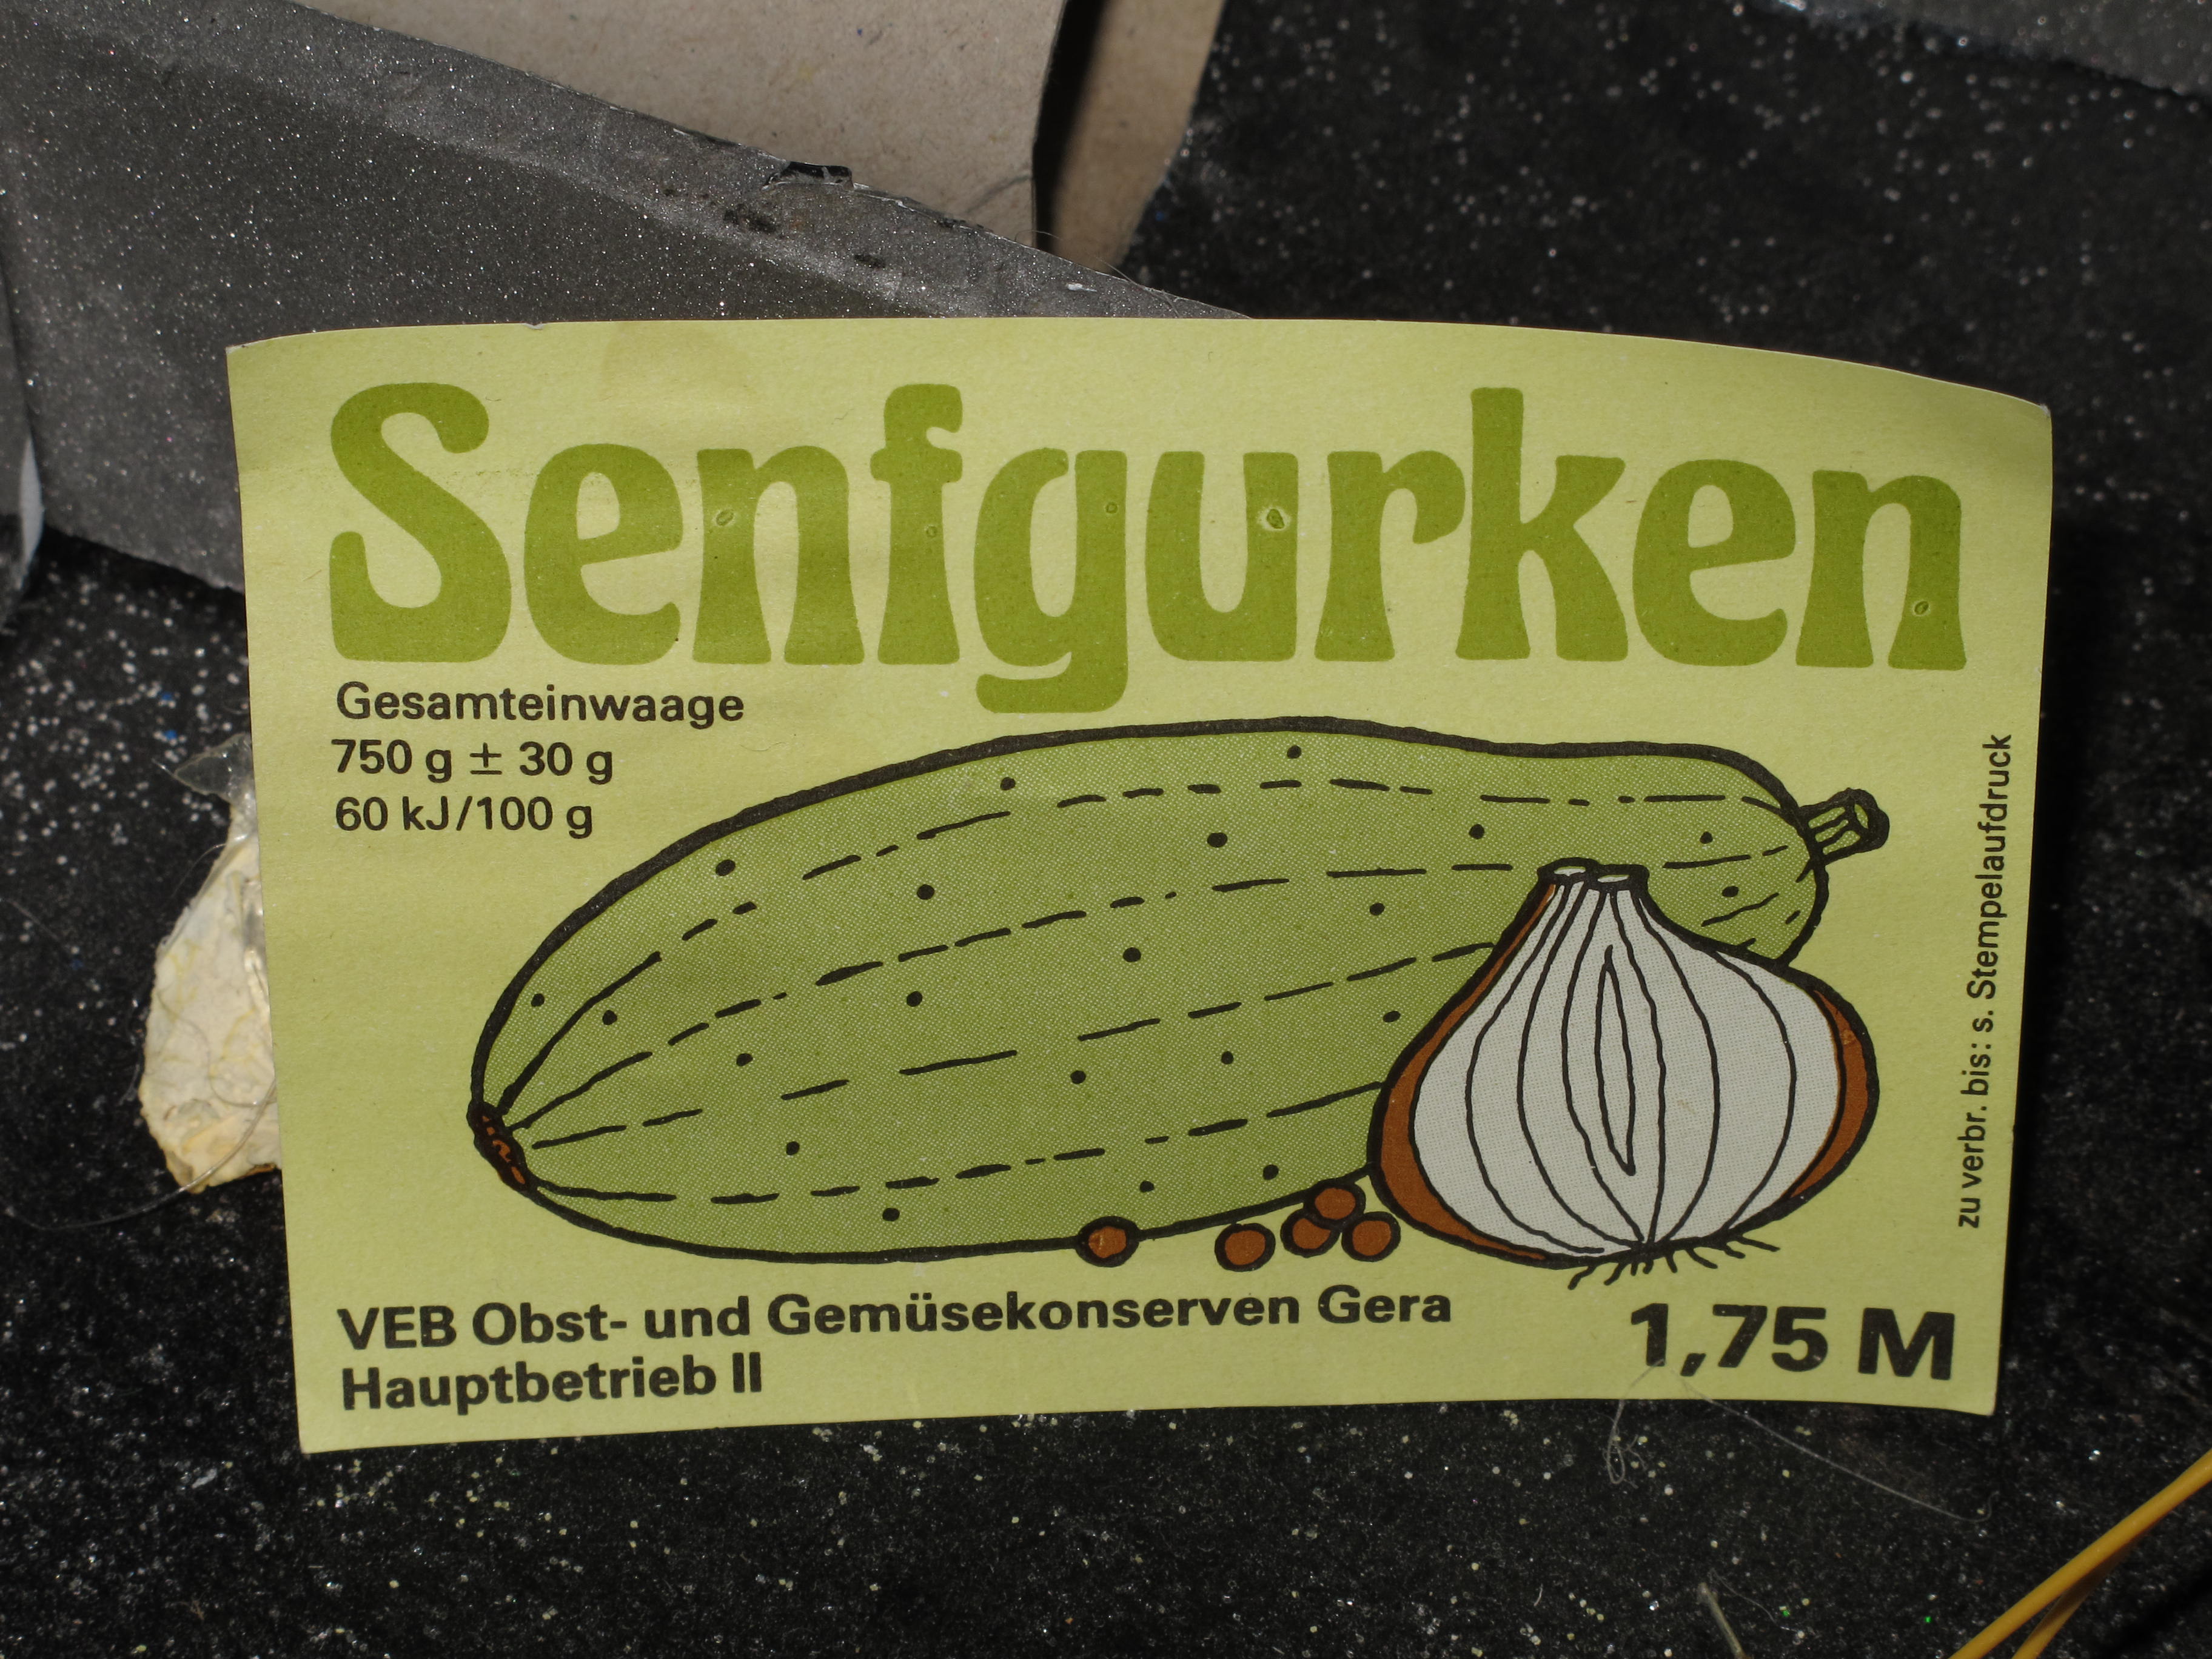 Senfgurken
Gesamteinwaage
750 g ± 30 g
60 kJ/100 g
zu verbr. bis: s. Stempelaufdruck
VEB Obst- und Gemüsekonserven Gera
Hauptbetrieb II
1,75 M